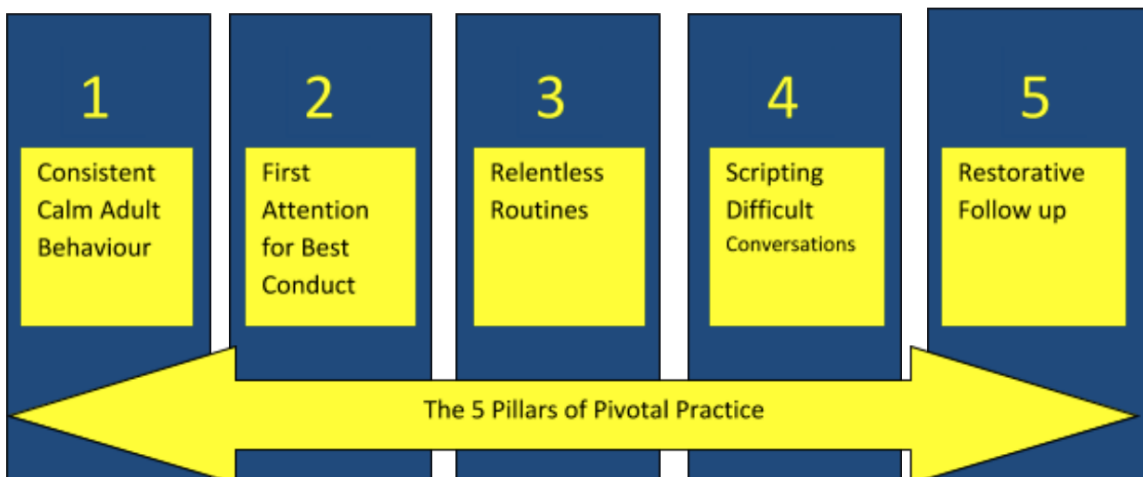 1
Consistent
Calm Adult
Behaviour
2
First
Attention
for Best
Conduct
3
Relentless
Routines
4
Scripting
Difficult
Conversations
5
Restorative
Follow up
The 5 Pillars of Pivotal Practice